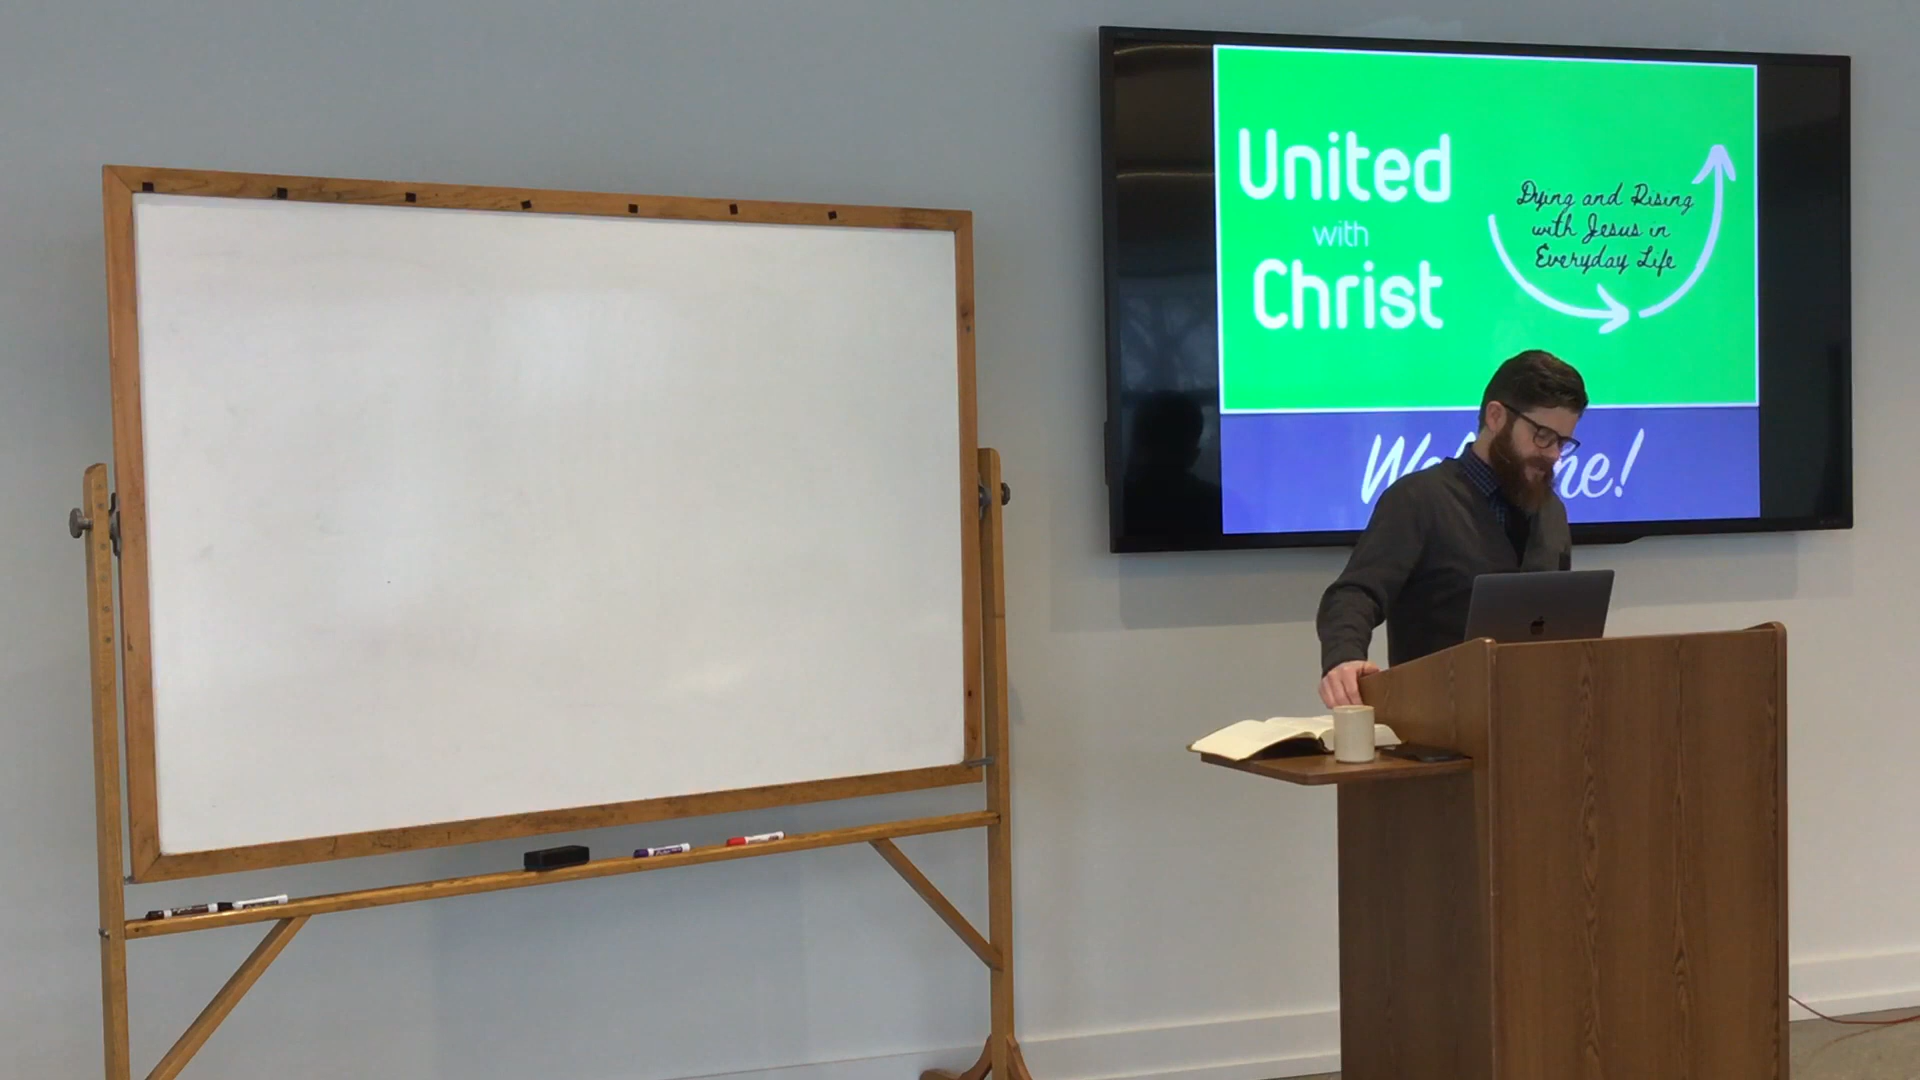 United
with
Christ
Dying and Rising
with Jesus in
Everyday Life